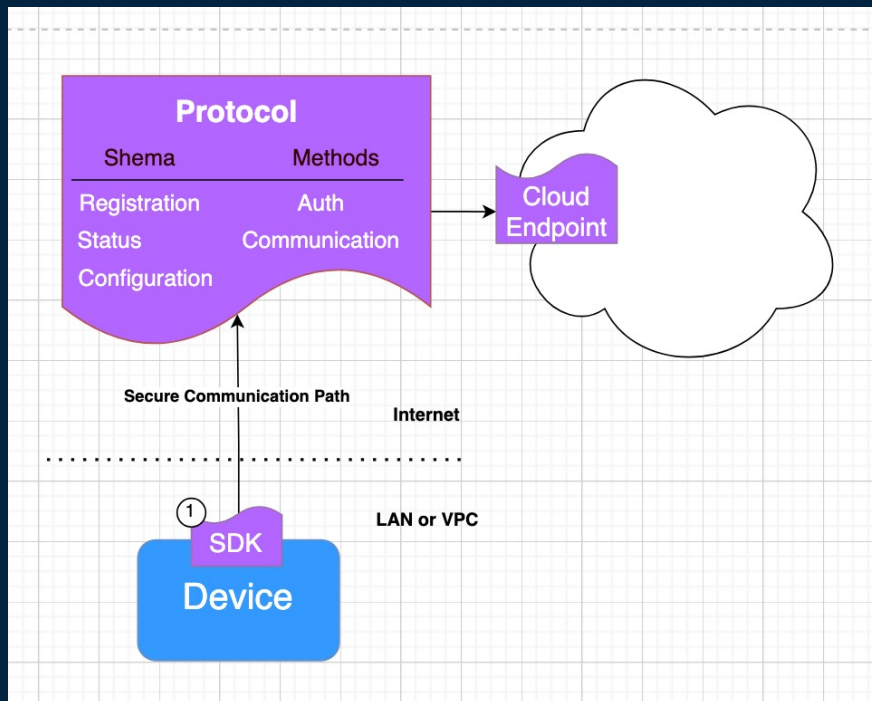 Protocol
Shema Methods
Registration Auth
Status Communication
Configuration
Cloud
Endpoint
Secure Communication Path
Internet
LAN or VPC
1
SDK
Device